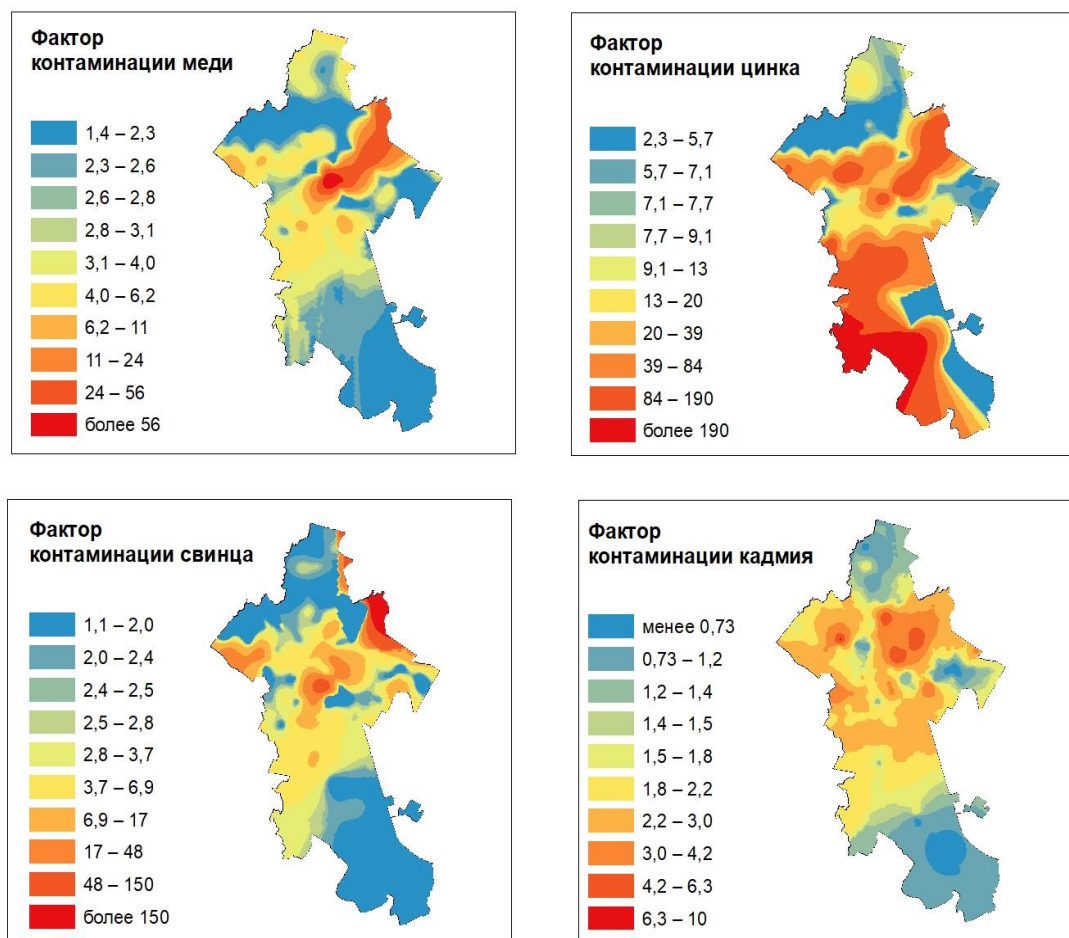 Фактор
контаминации меди
1,4 – 2,3
2,3 – 2,6
2,6 – 2,8
2,8 – 3,1
3,1 – 4,0
4,0 – 6,2
6,2 – 11
11 – 24
24 – 56
более 56
Фактор
контаминации цинка
2,3 – 5,7
5,7 – 7,1
7,1 – 7,7
7,7 – 9,1
9,1 – 13
13 – 20
20 – 39
39 – 84
84 – 190
более 190
Фактор
контаминации свинца
1,1 – 2,0
2,0 – 2,4
2,4 – 2,5
2,5 – 2,8
2,8 – 3,7
3,7 – 6,9
6,9 – 17
17 – 48
48 – 150
более 150
Фактор
контаминации кадмия
менее 0,73
0,73 – 1,2
1,2 – 1,4
1,4 – 1,5
1,5 – 1,8
1,8 – 2,2
2,2 – 3,0
3,0 – 4,2
4,2 – 6,3
6,3 – 10